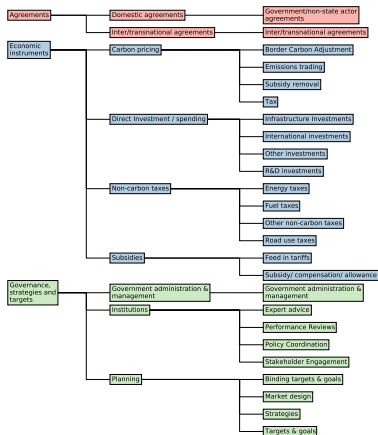 Agreements
Domestic agreements
Government/non-state actor
agreements
Inter/transnational agreements
Inter/transnational agreements
Economic
instruments
Carbon pricing
Border Carbon Adjustment
Emissions trading
Subsidy removal
Tax
Direct Investment / spending
Infrastructure Investments
International investments
Other investments
R&D investments
Non-carbon taxes
Energy taxes
Fuel taxes
Other non-carbon taxes
Road use taxes
Subsidies
Feed in tariffs
Subsidy/ compensation/ allowance
Governance,
strategies and
targets
Government administration &
management
Government administration &
management
Institutions
Expert advice
Performance Reviews
Policy Coordination
Stakeholder Engagement
Planning
Binding targets & goals
Market design
Strategies
Targets & goals